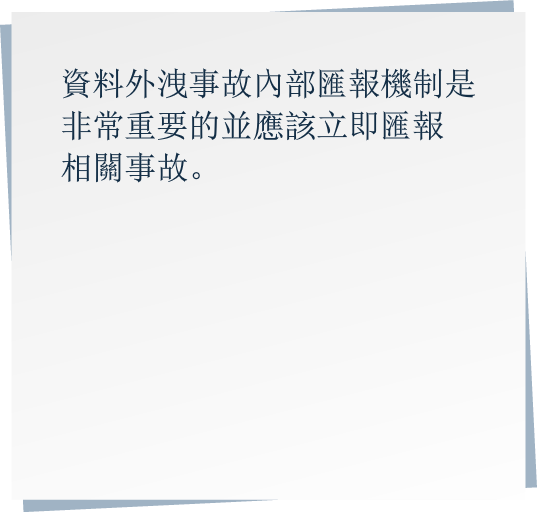 資料外洩事故內部匯報機制是
非常重要的並應該立即匯報
相關事故。